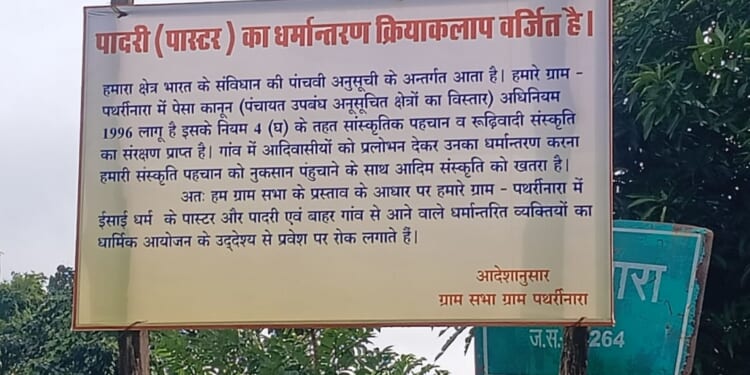 पादरी (पास्टर ) का धर्मान्तरण क्रियाकलाप वर्जित है।
हमारा क्षेत्र भारत के संविधान की पांचवी अनुसूची के अन्तर्गत आता है। हमारे ग्राम -
पथर्रीनारा में पेसा कानून (पंचायत उपबंध अनुसूचित क्षेत्रों का विस्तार) अधिनियम
1996 लागू है इसके नियम 4 (घ) के तहत सांस्कृतिक पहचान व रूढ़िवादी संस्कृति
का संरक्षण प्राप्त है। गांव में आदिवासीयों को प्रलोभन देकर उनका धर्मान्तरण करना
हमारी संस्कृति पहचान को नुकसान पंहुचाने के साथ आदिम संस्कृति को खतरा है।
अतः हम ग्राम सभा के प्रस्ताव के आधार पर हमारे ग्राम - पथर्रीनारा में
ईसाई धर्म के पास्टर और पादरी एवं बाहर गांव से आने वाले धर्मान्तरित व्यक्तियों का
धार्मिक आयोजन के उद्देश्य से प्रवेश पर रोक लगाते हैं।
आदेशानुसार
ग्राम सभा ग्राम पथर्रीनारा
नारा
ज.स. 264